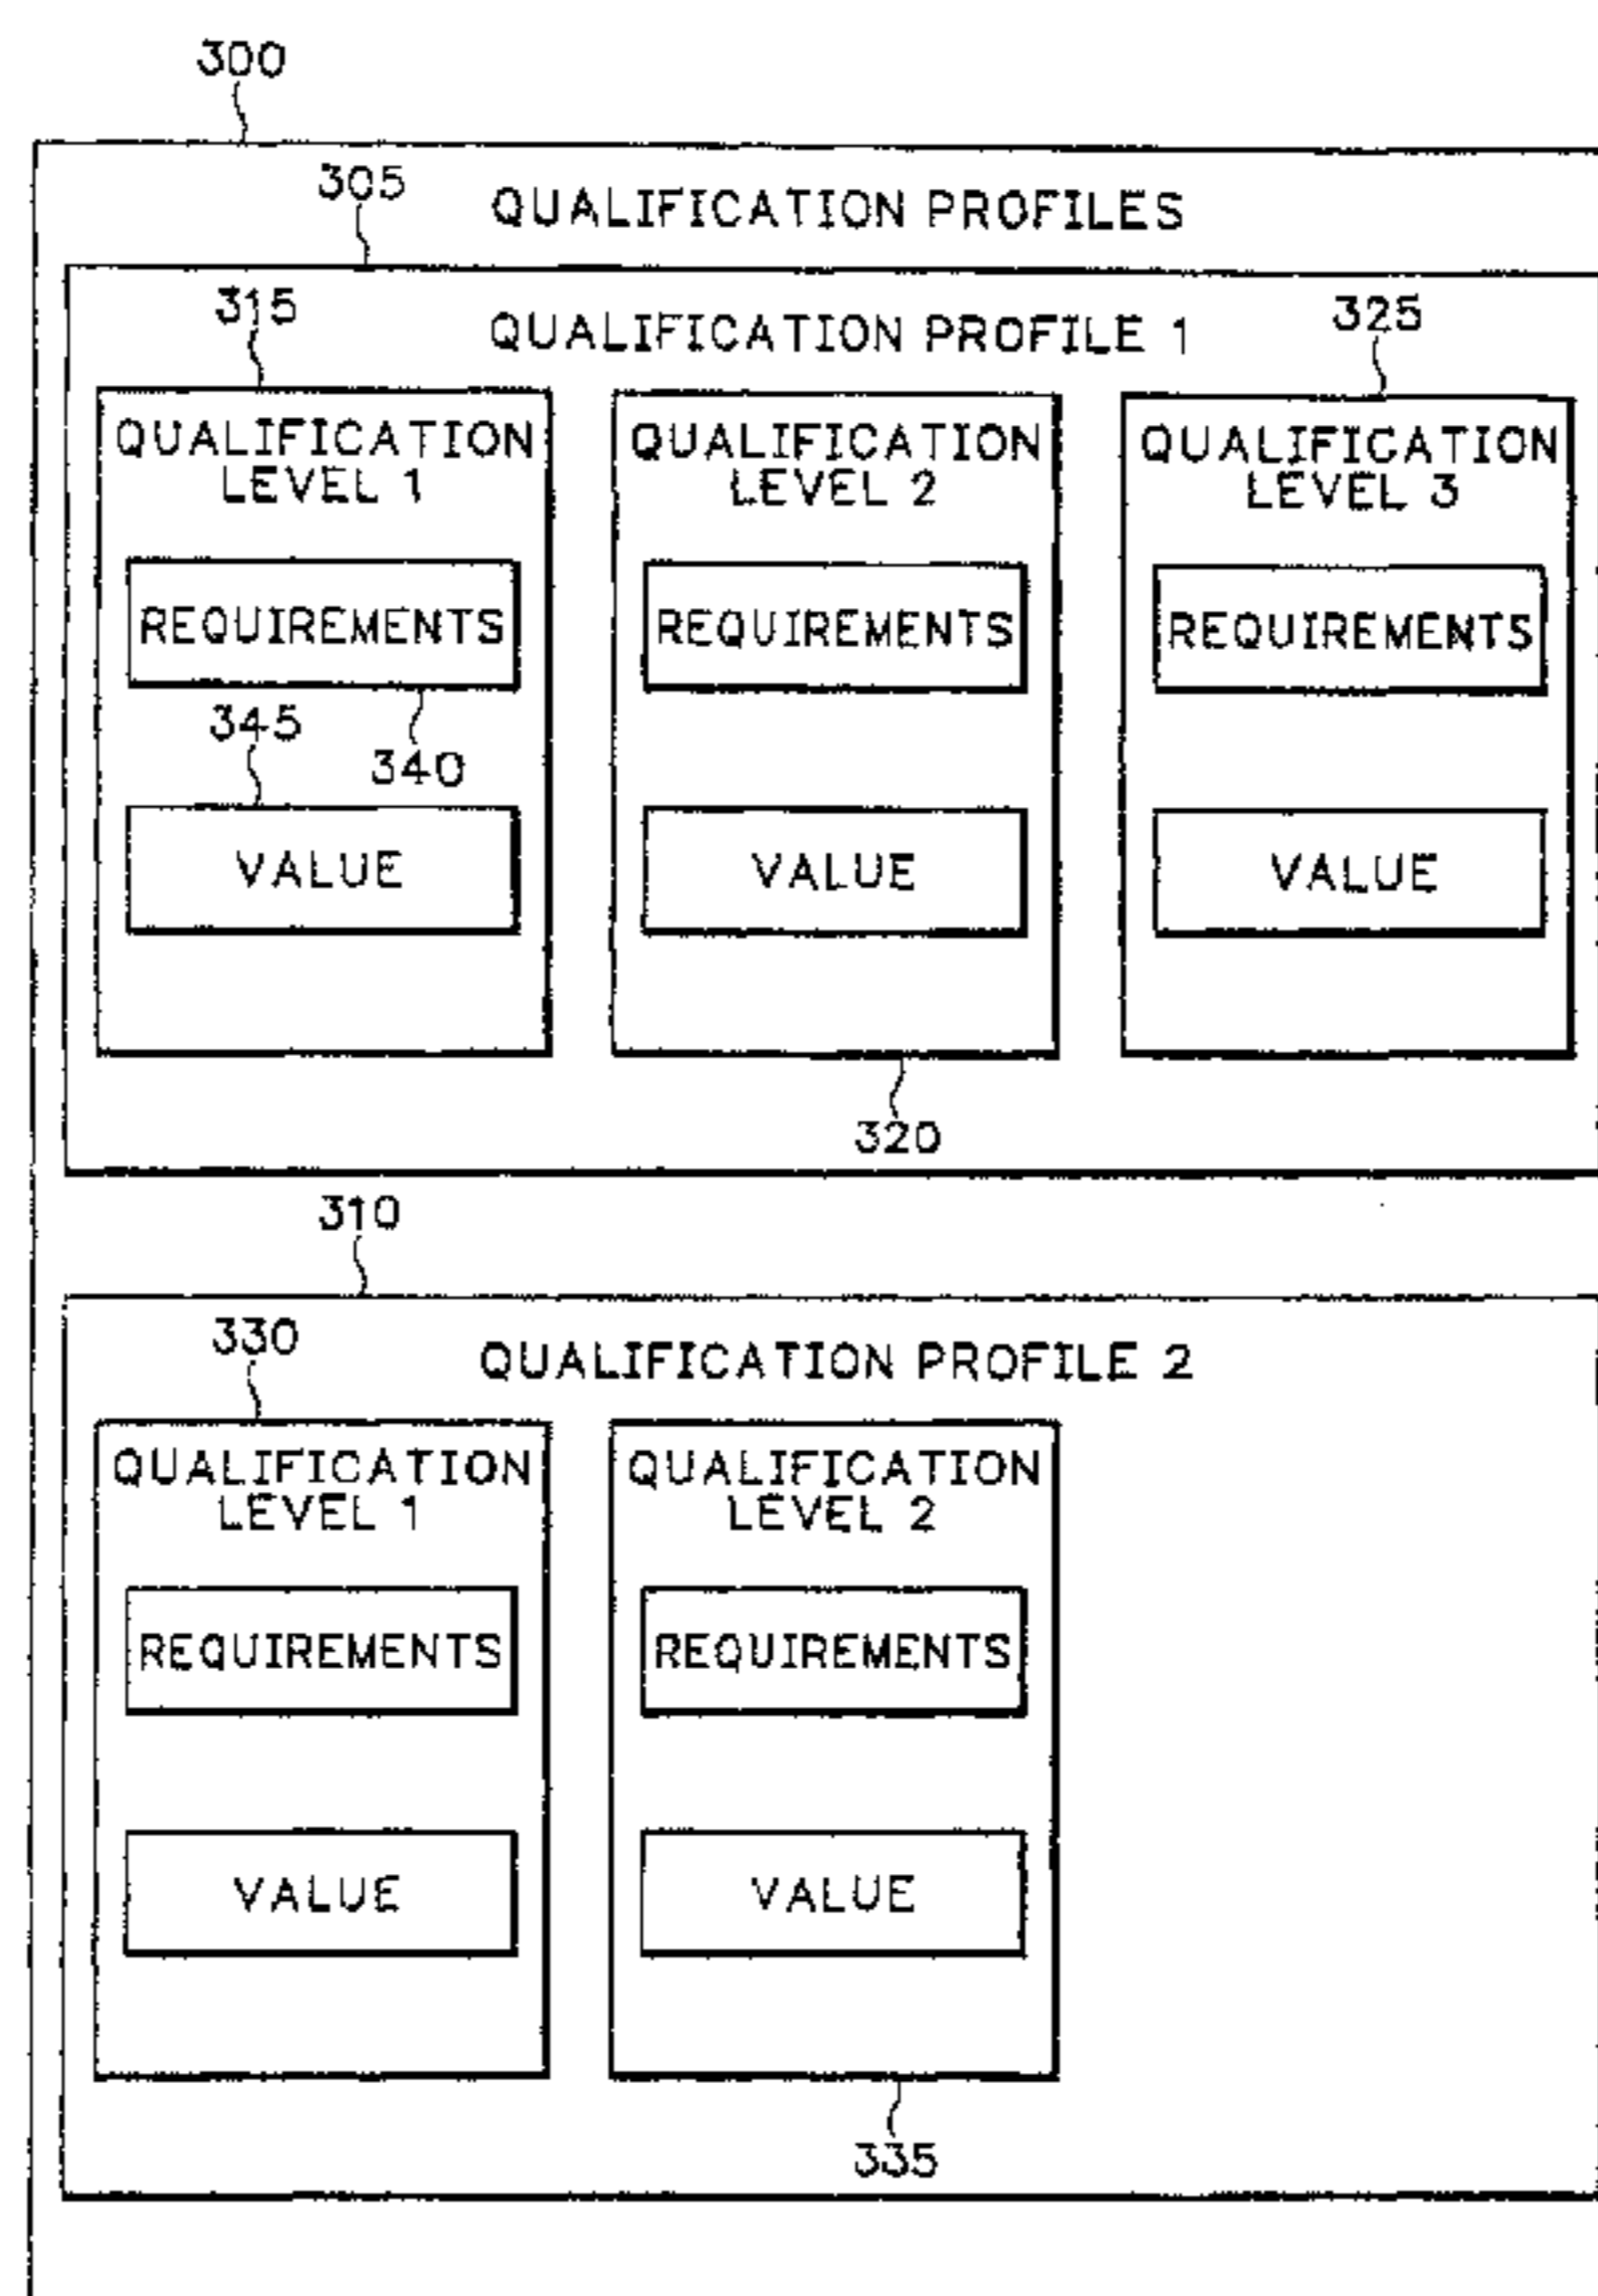 300
305
QUALIFICATION PROFILES
315
QUALIFICATION PROFILE 1
325
QUALIFICATION
LEVEL 1
QUALIFICATION
LEVEL 2
QUALIFICATION
LEVEL 3
REQUIREMENTS
REQUIREMENTS
REQUIREMENTS
345
340
VALUE
VALUE
VALUE
320
310
330
QUALIFICATION PROFILE 2
QUALIFICATION
LEVEL 1
QUALIFICATION
LEVEL 2
REQUIREMENTS
REQUIREMENTS
VALUE
VALUE
335